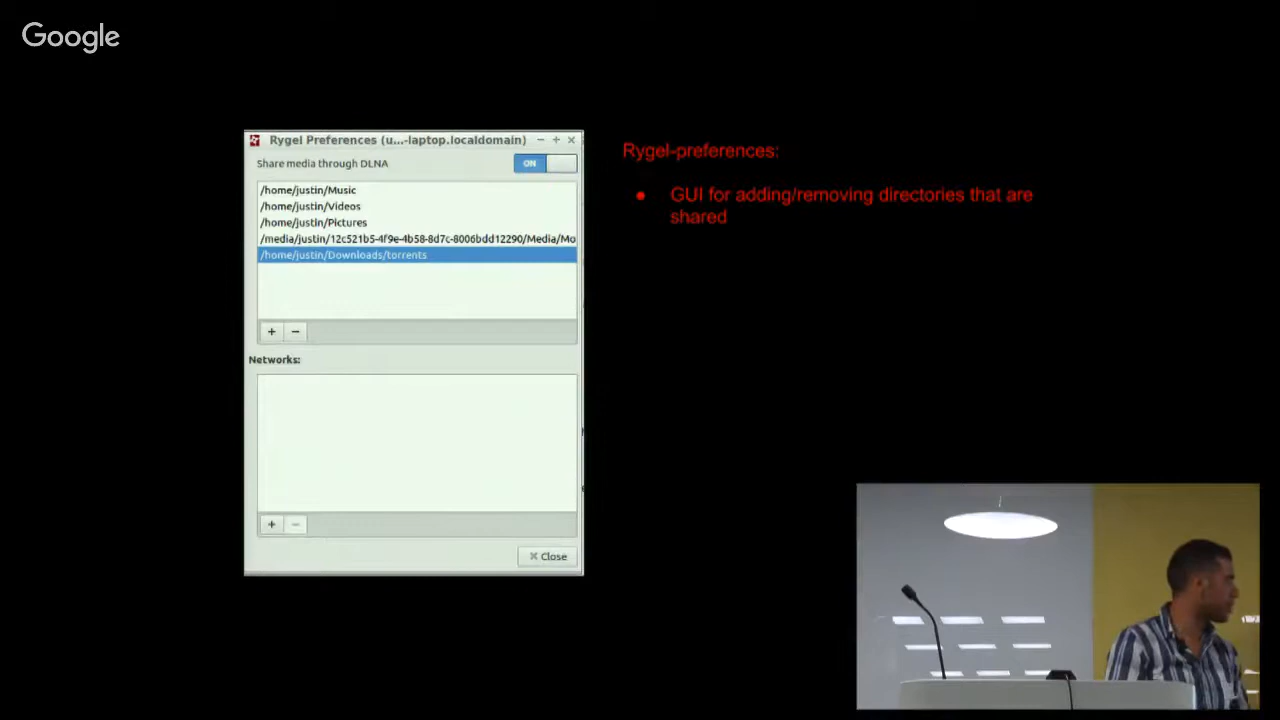 Google
Rygel Preferences (u...-laptop.localdomain)
Share media through DLNA
ON
/home/justin/Music
/home/justin/Videos
/home/justin/Pictures
/media/justin/12c521b5-4f9e-4b58-8d7c-8006bdd12290/Media/Mo
/home/justin/Downloads/torrents
Networks:
Close
Rygel-preferences:
● GUI for adding/removing directories that are
shared